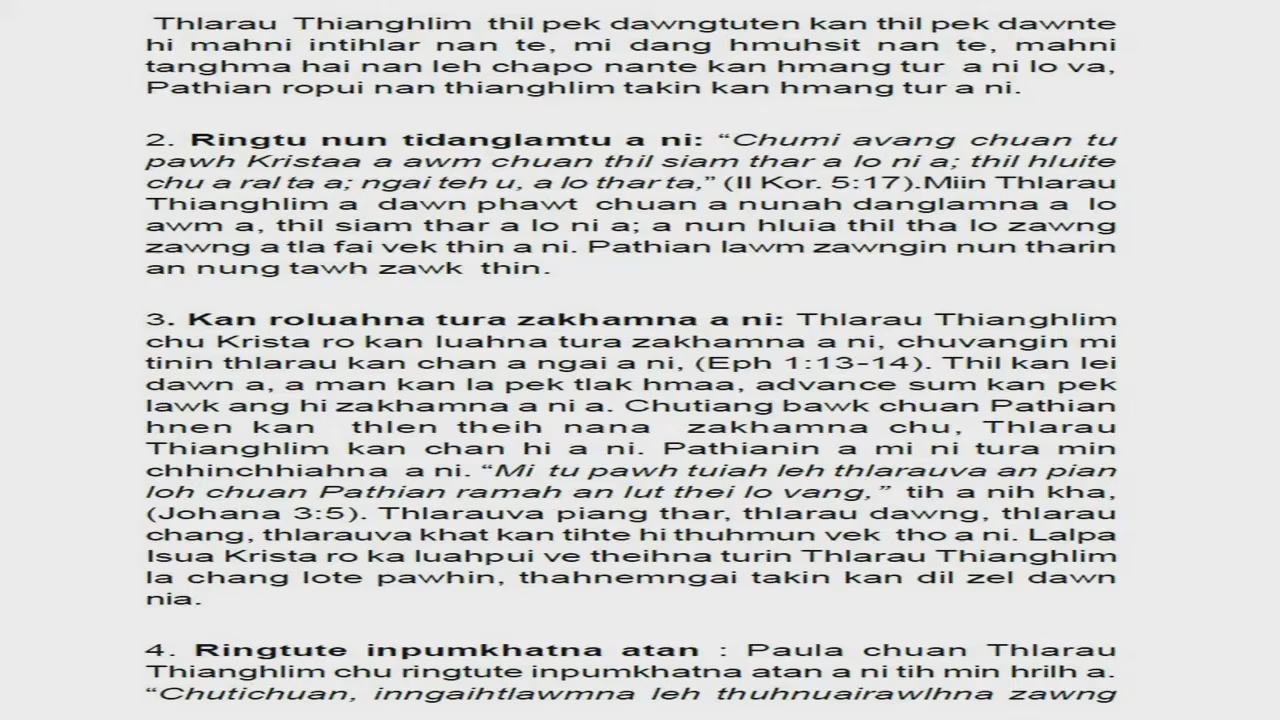 Thlarau Thianghlim thil pek dawngtuten kan thil pek dawnte
hi mahni intihlar nan te, mi dang hmuhsit nan te, mahni
tanghma hai nan leh chapo nante kan hmang tur a ni lo va,
Pathian ropui nan thianghlim takin kan hmang tur a ni.
2. Ringtu nun tidanglamtu a ni: “Chumi avang chuan tu
pawh Kristaa a awm chuan thil siam thar a lo ni a; thil hluite
chu a ral ta a; ngai teh u, a lo thar ta,” (II Kor. 5:17).Miin Thlarau
Thianghlim a dawn phawt chuan a nunah danglamna a lo
awm a, thil siam thar a lo ni a; a nun hluia thil tha lo zawng
zawng a tla fai vek thin a ni. Pathian lawm zawngin nun tharin
an nung tawh zawk thin.
3. Kan roluahna tura zakhamna a ni: Thlarau Thianghlim
chu Krista ro kan luahna tura zakhamna a ni, chuvangin mi
tinin thlarau kan chan a ngai a ni, (Eph 1:13-14). Thil kan lei
dawn a, a man kan la pek tlak hmaa, advance sum kan pek
lawk ang hi zakhamna a ni a. Chutiang bawk chuan Pathian
hnen kan thlen theih nana zakhamna chu, Thlarau
Thianghlim kan chan hi a ni. Pathianin a mi ni tura min
chhinchhiahna a ni. “Mi tu pawh tuiah leh thlarauva an pian
loh chuan Pathian ramah an lut thei lo vang,” tih a nih kha,
(Johana 3:5). Thlarauva piang thar, thlarau dawng, thlarau
chang, thlarauva khat kan tihte hi thuhmun vek tho a ni. Lalpa
Isua Krista ro ka luahpui ve theihna turin Thlarau Thianghlim
la chang lote pawhin, thahnemngai takin kan dil zel dawn
nia.
4. Ringtute inpumkhatna atan : Paula chuan Thlarau
Thianghlim chu ringtute inpumkhatna atan a ni tih min hrilh a.
“Chutichuan, inngaihtlawmna leh thuhnuairawlhna zawng